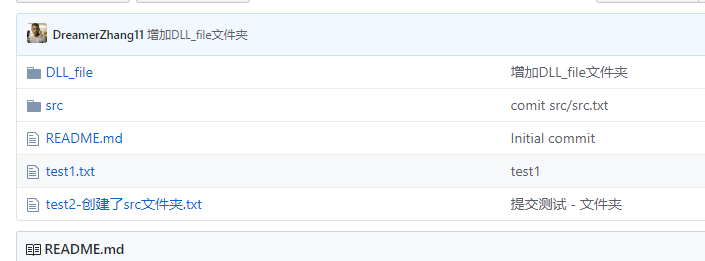 DreamerZhang11 增加DLL_file文件夹
DLL_file 增加DLL_file文件夹
src comit src/src.txt
README.md Initial commit
test1.txt test1
test2-创建了src文件夹.txt 提交测试 - 文件夹
README.md